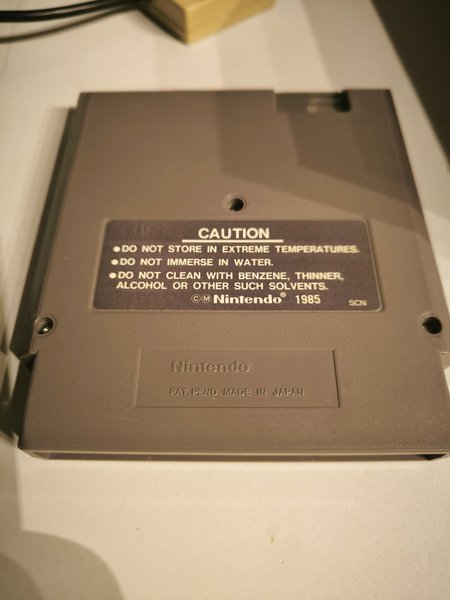 CAUTION
●DO NOT STORE IN EXTREME TEMPERATURES.
●DO NOT IMMERSE IN WATER.
●DO NOT CLEAN WITH BENZENE, THINNER,
ALCOHOL OR OTHER SUCH SOLVENTS.
©Ⓜ Nintendo® 1985 SCN
Nintendo
PAT. PEND. MADE IN JAPAN